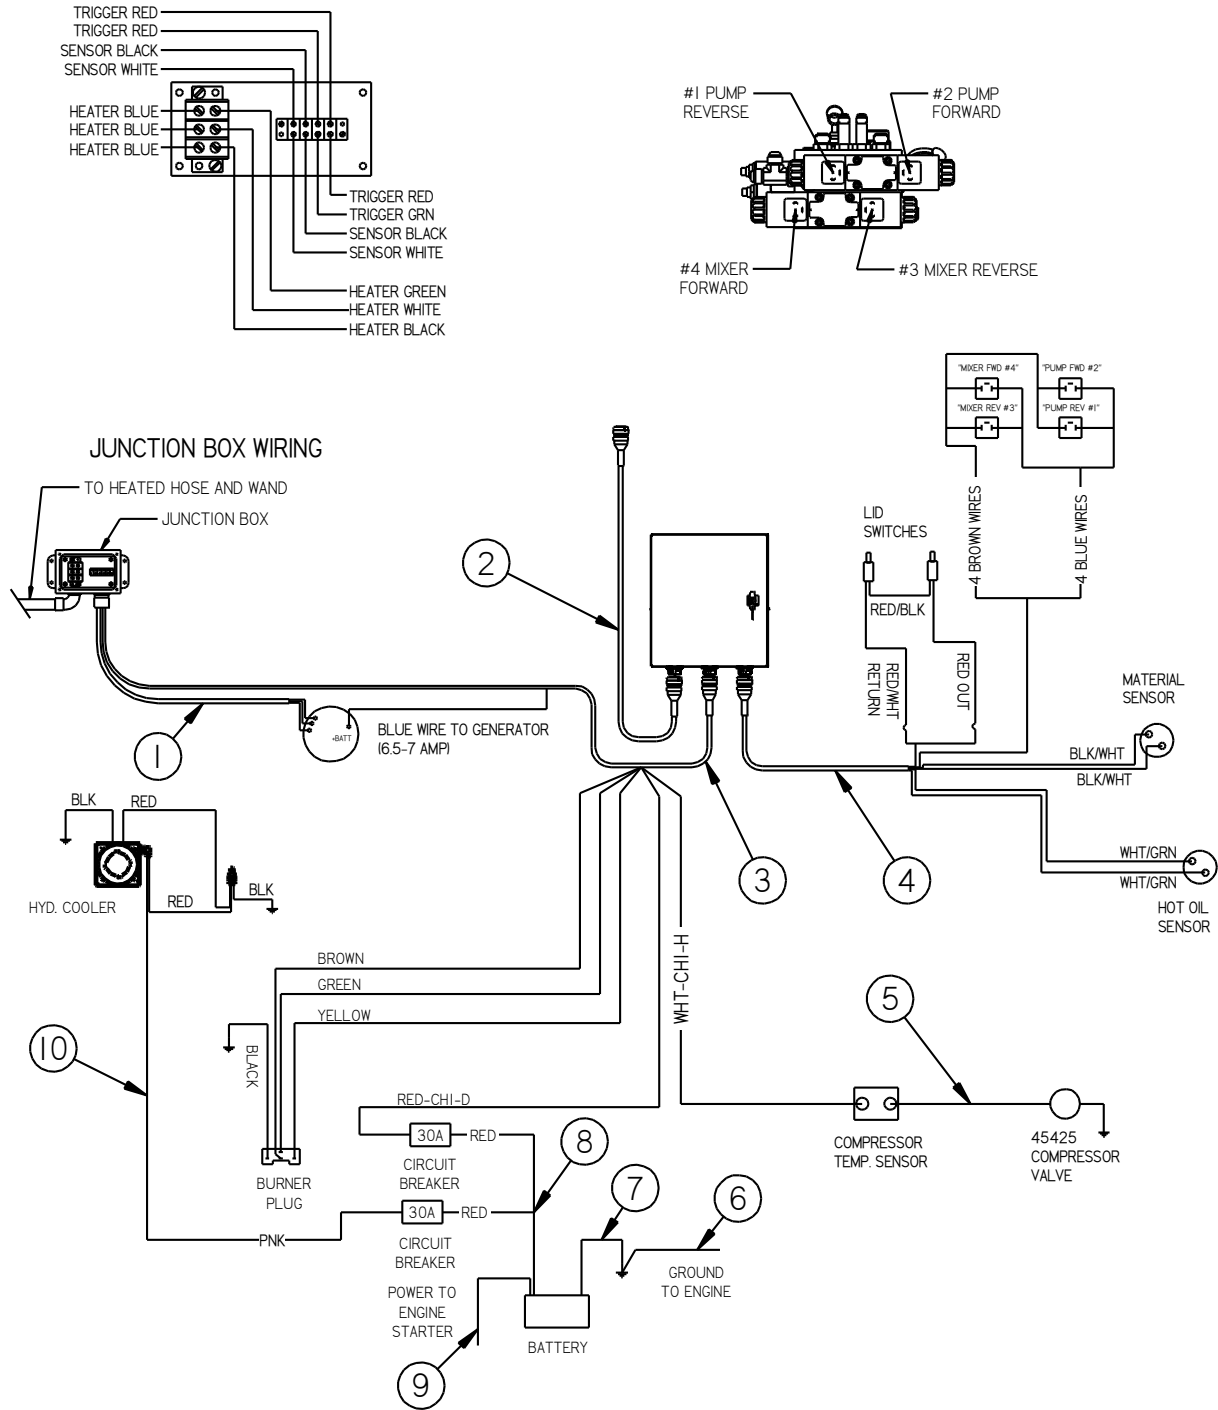 TRIGGER RED
TRIGGER RED
SENSOR BLACK
SENSOR WHITE
HEATER BLUE
HEATER BLUE
HEATER BLUE
TRIGGER RED
TRIGGER GRN
SENSOR BLACK
SENSOR WHITE
HEATER GREEN
HEATER WHITE
HEATER BLACK
#1 PUMP
REVERSE
#2 PUMP
FORWARD
#4 MIXER
FORWARD
#3 MIXER REVERSE
"MIXER FWD #4"
"PUMP FWD #2"
"MIXER REV #3"
"PUMP REV #1"
4 BROWN WIRES
4 BLUE WIRES
JUNCTION BOX WIRING
TO HEATED HOSE AND WAND
JUNCTION BOX
2
LID
SWITCHES
RED/BLK
RED/WHT
RETURN
RED OUT
MATERIAL
SENSOR
BLK/WHT
BLK/WHT
1
+BATT
BLUE WIRE TO GENERATOR
(6.5-7 AMP)
3
4
WHT/GRN
WHT/GRN
HOT OIL
SENSOR
BLK
RED
BLK
RED
HYD. COOLER
BROWN
GREEN
YELLOW
BLACK
WHT-CHI-H
5
10
RED-CHI-D
30A
RED
CIRCUIT
BREAKER
8
COMPRESSOR
TEMP. SENSOR
45425
COMPRESSOR
VALVE
BURNER
PLUG
7
6
30A
RED
PNK
CIRCUIT
BREAKER
GROUND
TO ENGINE
POWER TO
ENGINE
STARTER
BATTERY
9